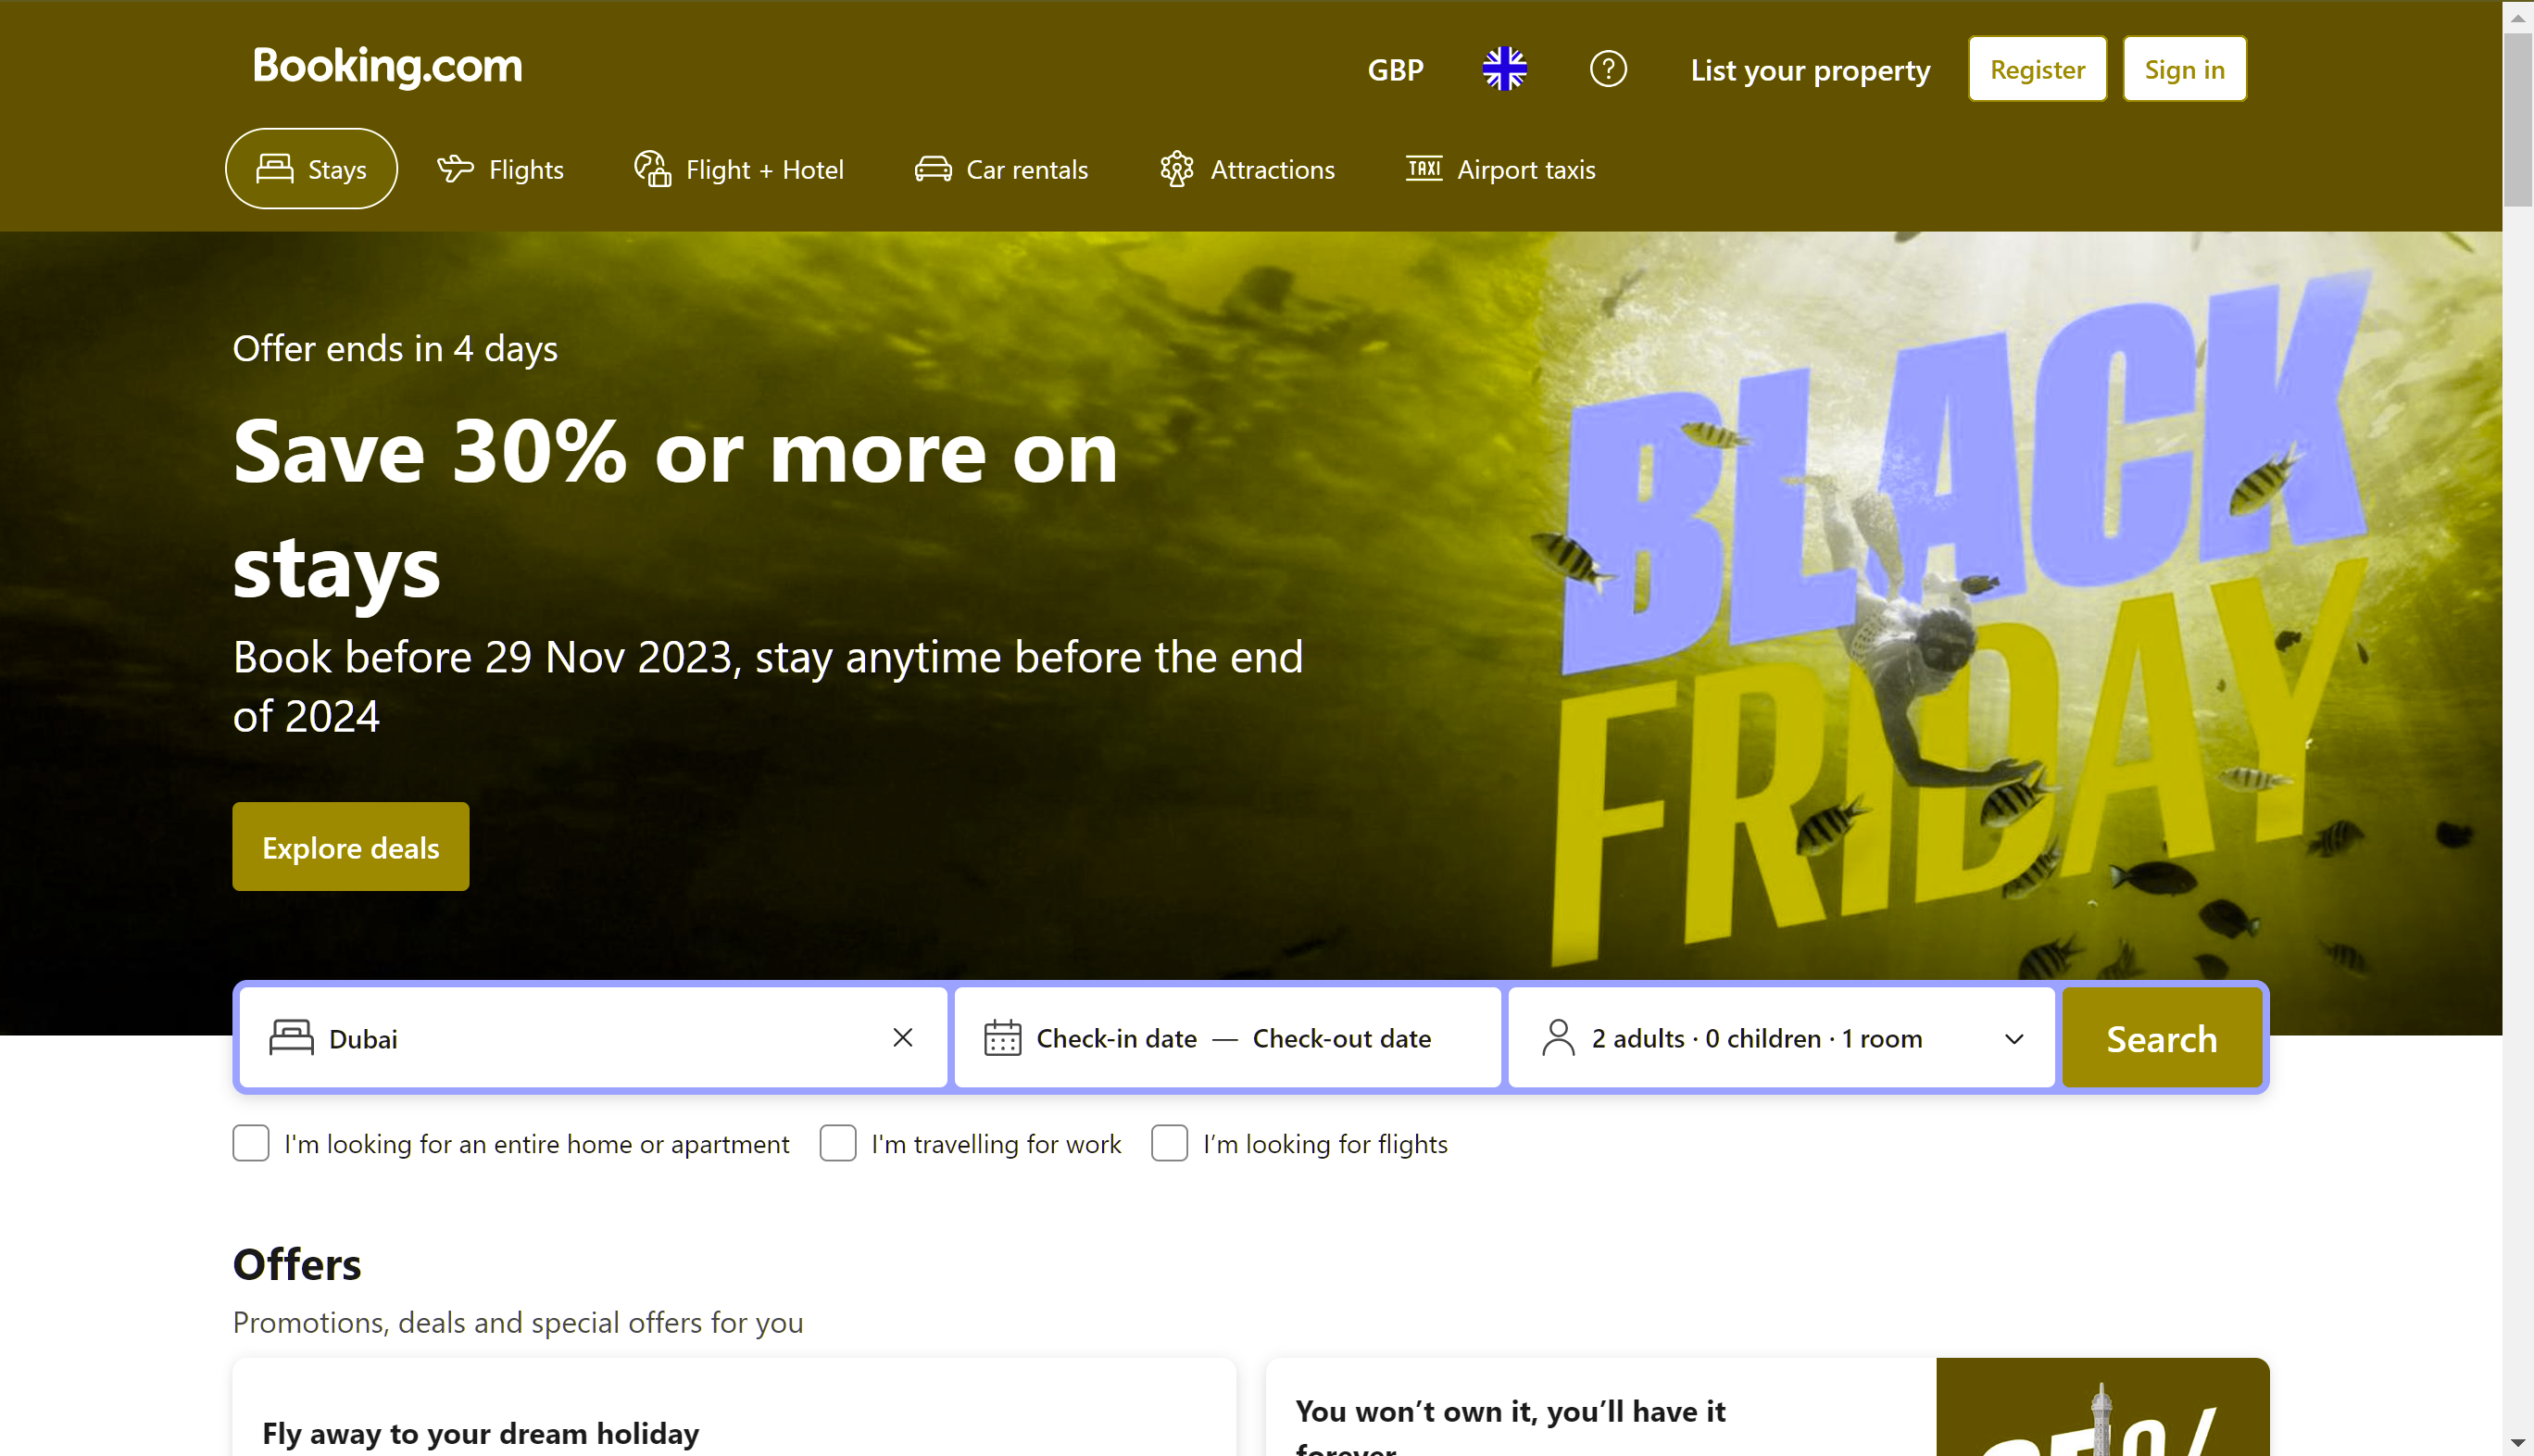 Booking.com
GBP
List your property
Register
Sign in
Stays
Flights
Flight + Hotel
Car rentals
Attractions
TAXI
Airport taxis
Offer ends in 4 days
Save 30% or more on
stays
Book before 29 Nov 2023, stay anytime before the end
of 2024
Explore deals
BLACK
FRIDAY
Dubai
Check-in date — Check-out date
2 adults · 0 children · 1 room
Search
I'm looking for an entire home or apartment
I'm travelling for work
I’m looking for flights
Offers
Promotions, deals and special offers for you
Fly away to your dream holiday
You won’t own it, you’ll have it
forever